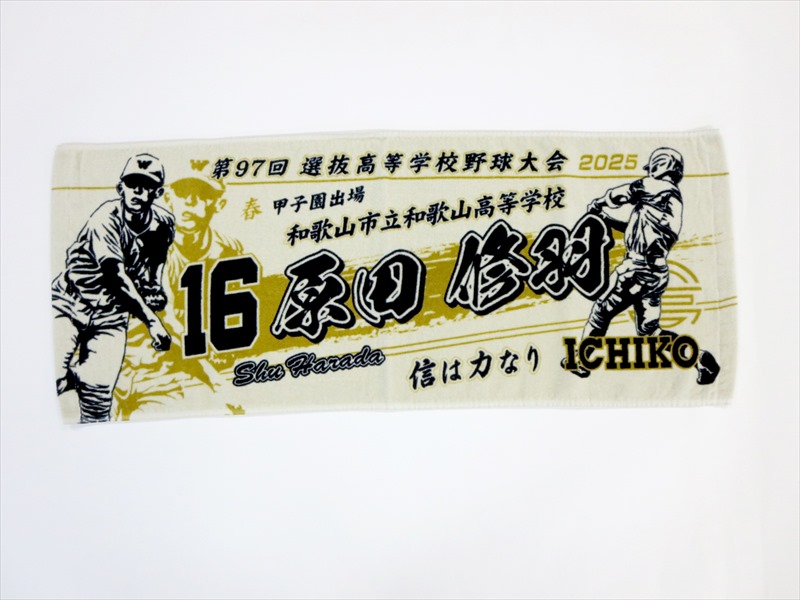 第97回 選抜高等学校野球大会 2025
春 甲子園出場
和歌山市立和歌山高等学校
16 原田 修羽
Shu Harada
信は力なり
ICHIKO
W
高